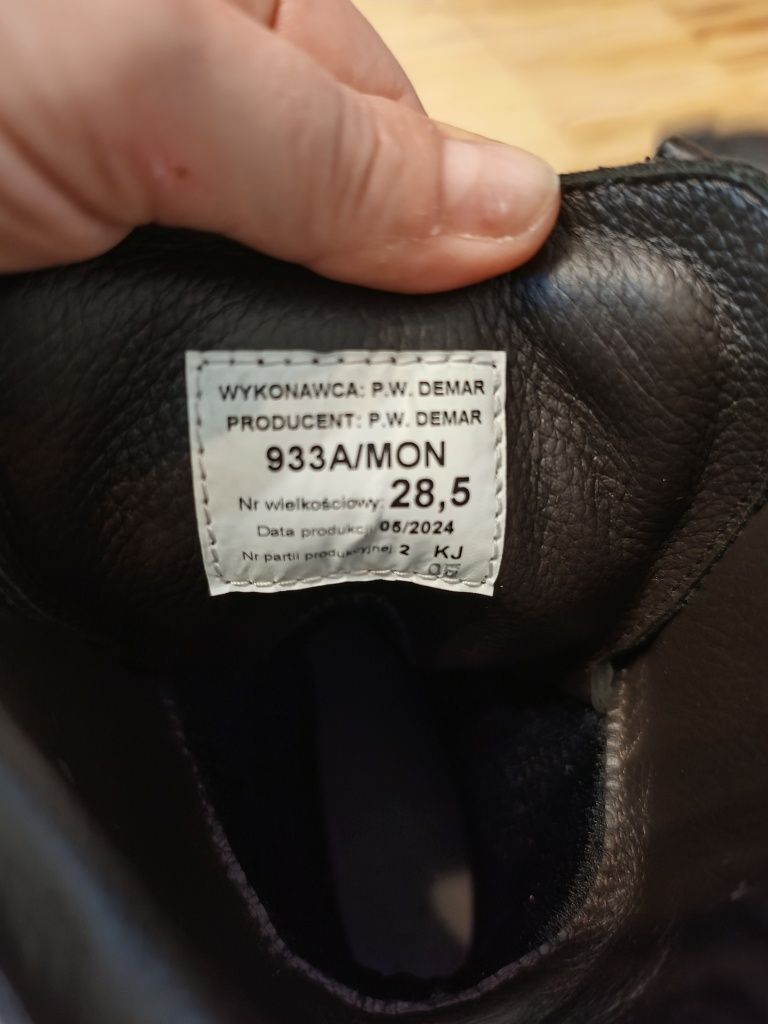 WYKONAWCA: P.W. DEMAR
PRODUCENT: P.W. DEMAR
933A/MON
Nr wielkościowy: 28,5
Data produkcji 05/2024
Nr partii produkcyjnej 2 KJ